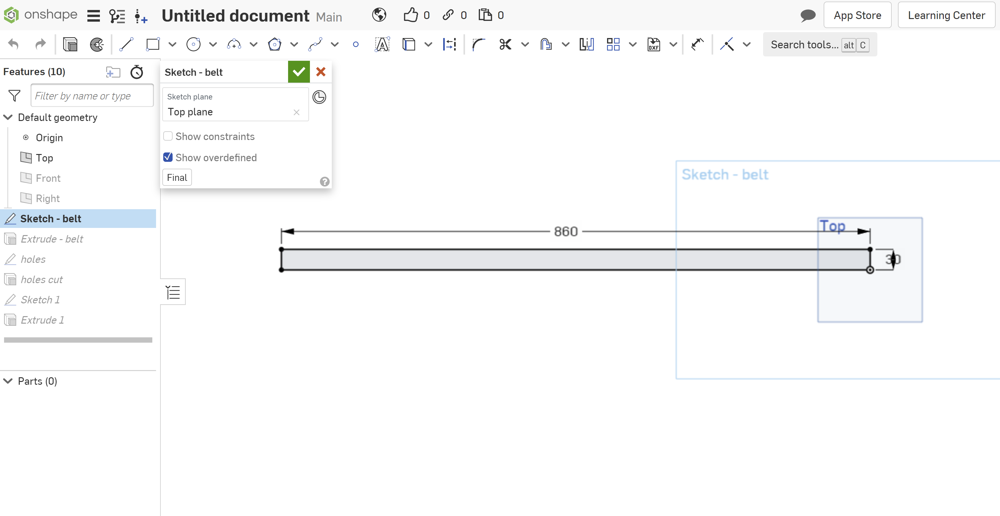 onshape Untitled document Main 0 0 0 App Store Learning Center
Search tools... alt C
Features (10)
Filter by name or type
Default geometry
Origin
Top
Front
Right
Sketch - belt
Extrude - belt
holes
holes cut
Sketch 1
Extrude 1
Parts (0)
Sketch - belt
Sketch plane
Top plane
Show constraints
Show overdefined
Final
Sketch - belt
Top
860
30
DXF